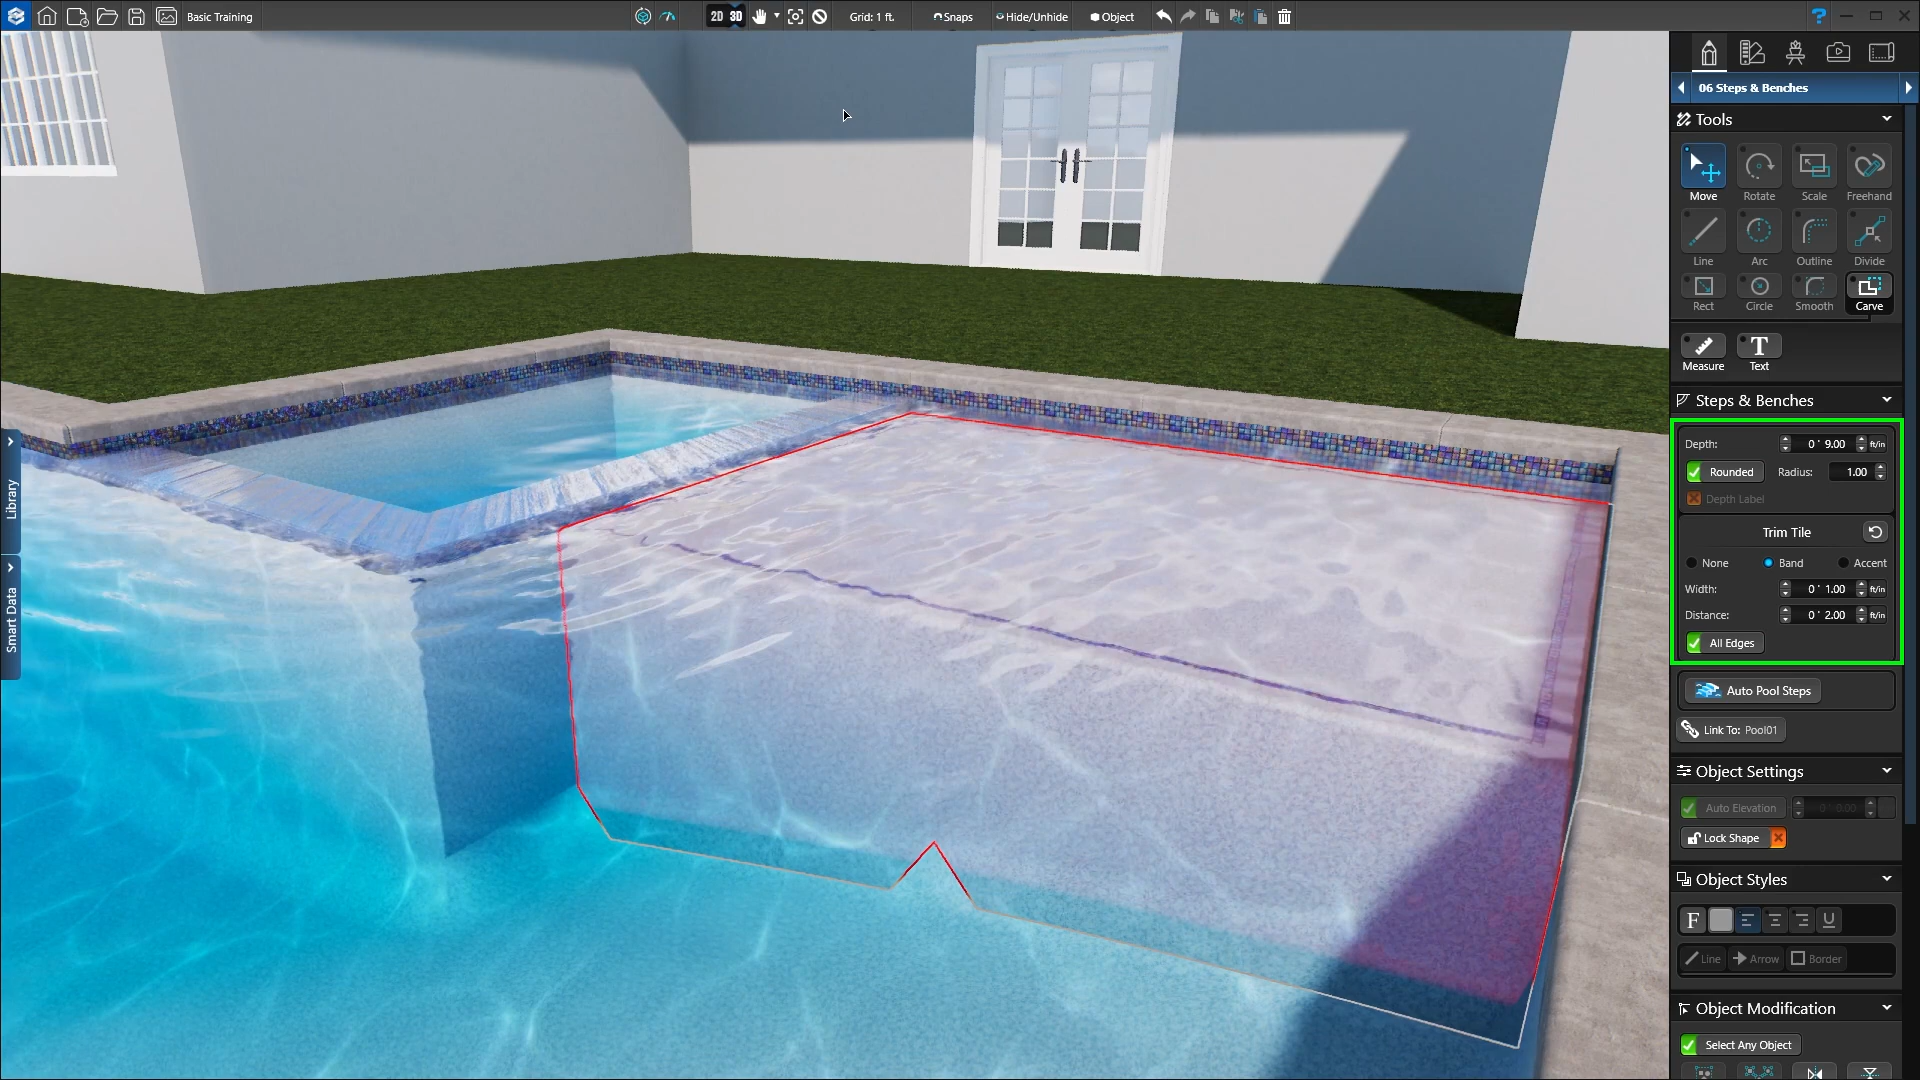 Basic Training
2D 3D
Grid: 1 ft.
Snaps
Hide/Unhide
Object
?
06 Steps & Benches
Tools
Move Rotate Scale Freehand
Line Arc Outline Divide
Rect Circle Smooth Carve
T
Measure Text
Steps & Benches
Depth: 0 ' 9.00 ft/in
Rounded Radius: 1.00
Depth Label
Trim Tile
None Band Accent
Width: 0 ' 1.00 ft/in
Distance: 0 ' 2.00 ft/in
All Edges
Auto Pool Steps
Link To: Pool01
Object Settings
Auto Elevation 0 ' 0.00
Lock Shape
Object Styles
F U
Line Arrow Border
Object Modification
Select Any Object
Library
Smart Data